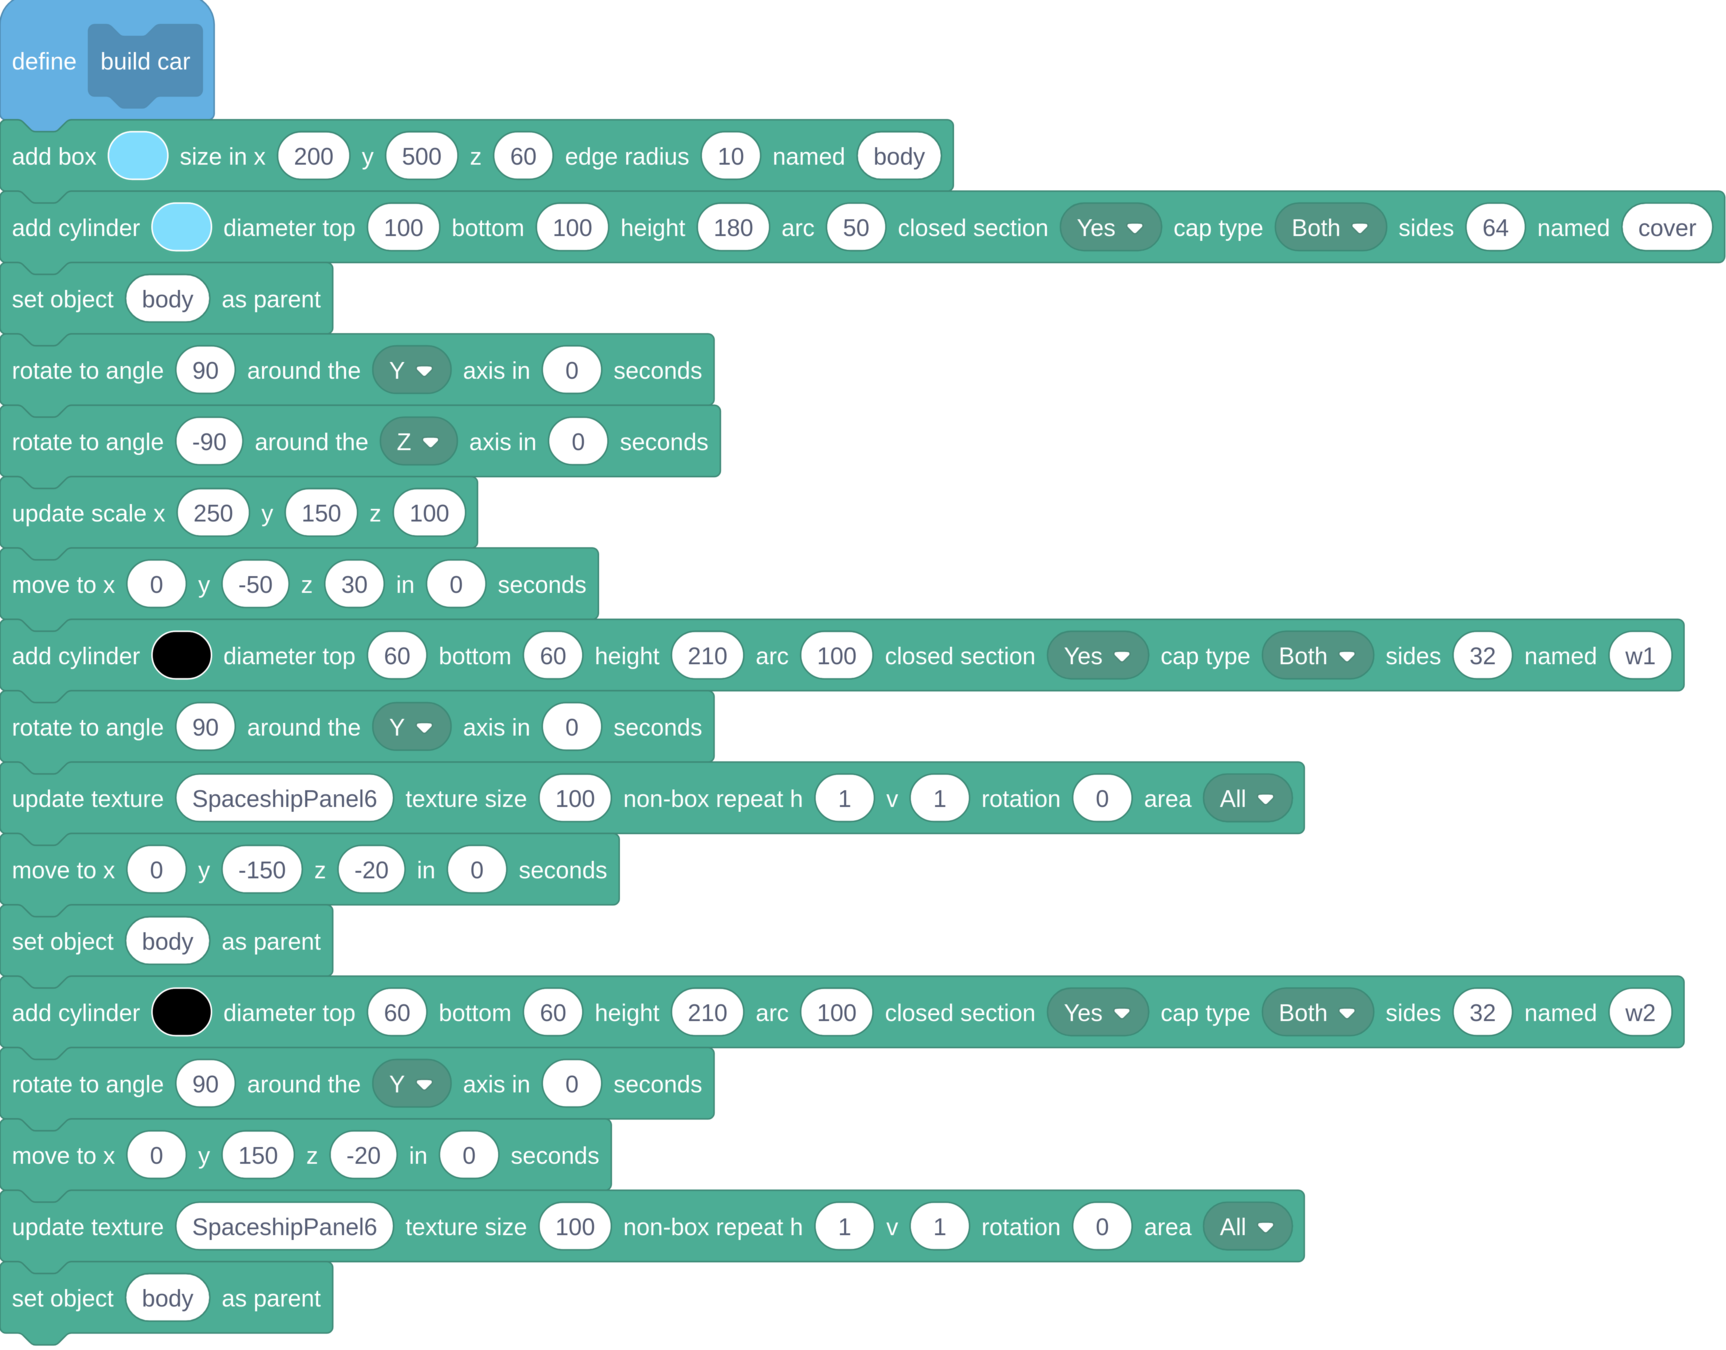 define build car
add box size in x 200 y 500 z 60 edge radius 10 named body
add cylinder diameter top 100 bottom 100 height 180 arc 50 closed section Yes cap type Both sides 64 named cover
set object body as parent
rotate to angle 90 around the Y axis in 0 seconds
rotate to angle -90 around the Z axis in 0 seconds
update scale x 250 y 150 z 100
move to x 0 y -50 z 30 in 0 seconds
add cylinder diameter top 60 bottom 60 height 210 arc 100 closed section Yes cap type Both sides 32 named w1
rotate to angle 90 around the Y axis in 0 seconds
update texture SpaceshipPanel6 texture size 100 non-box repeat h 1 v 1 rotation 0 area All
move to x 0 y -150 z -20 in 0 seconds
set object body as parent
add cylinder diameter top 60 bottom 60 height 210 arc 100 closed section Yes cap type Both sides 32 named w2
rotate to angle 90 around the Y axis in 0 seconds
move to x 0 y 150 z -20 in 0 seconds
update texture SpaceshipPanel6 texture size 100 non-box repeat h 1 v 1 rotation 0 area All
set object body as parent